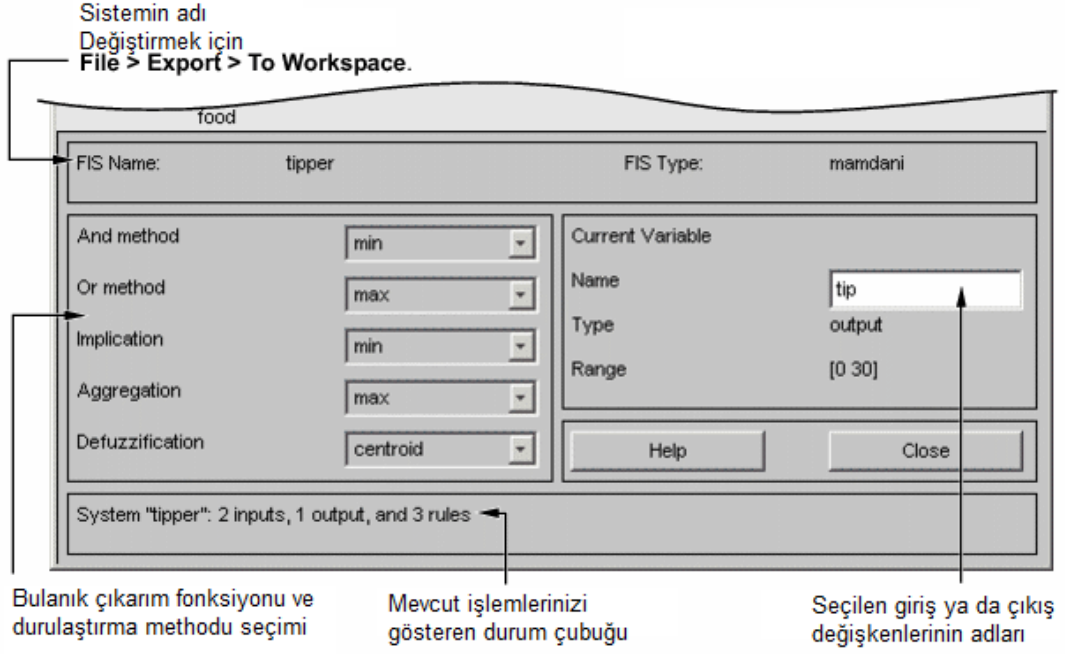 Sistemin adı
Değiştirmek için
File > Export > To Workspace.
food
FIS Name: tipper FIS Type: mamdani
And method min
Or method max
Implication min
Aggregation max
Defuzzification centroid
Current Variable
Name tip
Type output
Range [0 30]
Help Close
System "tipper": 2 inputs, 1 output, and 3 rules
Bulanık çıkarım fonksiyonu ve
durulaştırma methodu seçimi
Mevcut işlemlerinizi
gösteren durum çubuğu
Seçilen giriş ya da çıkış
değişkenlerinin adları